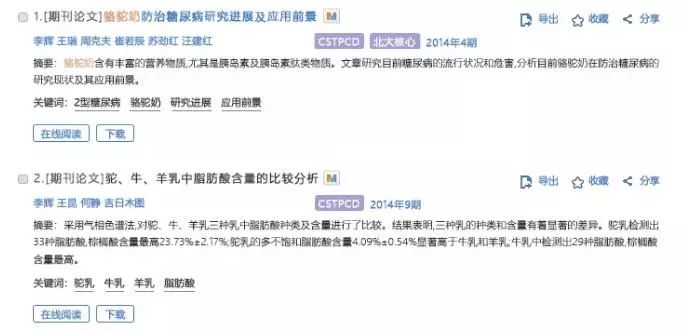 1.[期刊论文]骆驼奶防治糖尿病研究进展及应用前景
导出 收藏 分享
李辉 王瑞 周克夫 崔若辰 苏劲红 汪建红 CSTPCD 北大核心 2014年4期
摘要：骆驼奶含有丰富的营养物质,尤其是胰岛素及胰岛素肽类物质。文章研究目前糖尿病的流行状况和危害,分析目前骆驼奶在防治糖尿病的
研究现状及其应用前景。
关键词： 2型糖尿病 骆驼奶 研究进展 应用前景
在线阅读 下载
2.[期刊论文]驼、牛、羊乳中脂肪酸含量的比较分析
导出 收藏 分享
李辉 王昆 何静 吉日木图 CSTPCD 2014年9期
摘要：采用气相色谱法,对驼、牛、羊乳三种乳中脂肪酸种类及含量进行了比较。结果表明,三种乳的种类和含量有着显著的差异。驼乳检测出
33种脂肪酸,棕榈酸含量最高23.73%±2.17%;驼乳的多不饱和脂肪酸含量4.09%±0.54%显著高于牛乳和羊乳;牛乳中检测出29种脂肪酸,棕榈酸
含量最高。
关键词： 驼乳 牛乳 羊乳 脂肪酸
在线阅读 下载